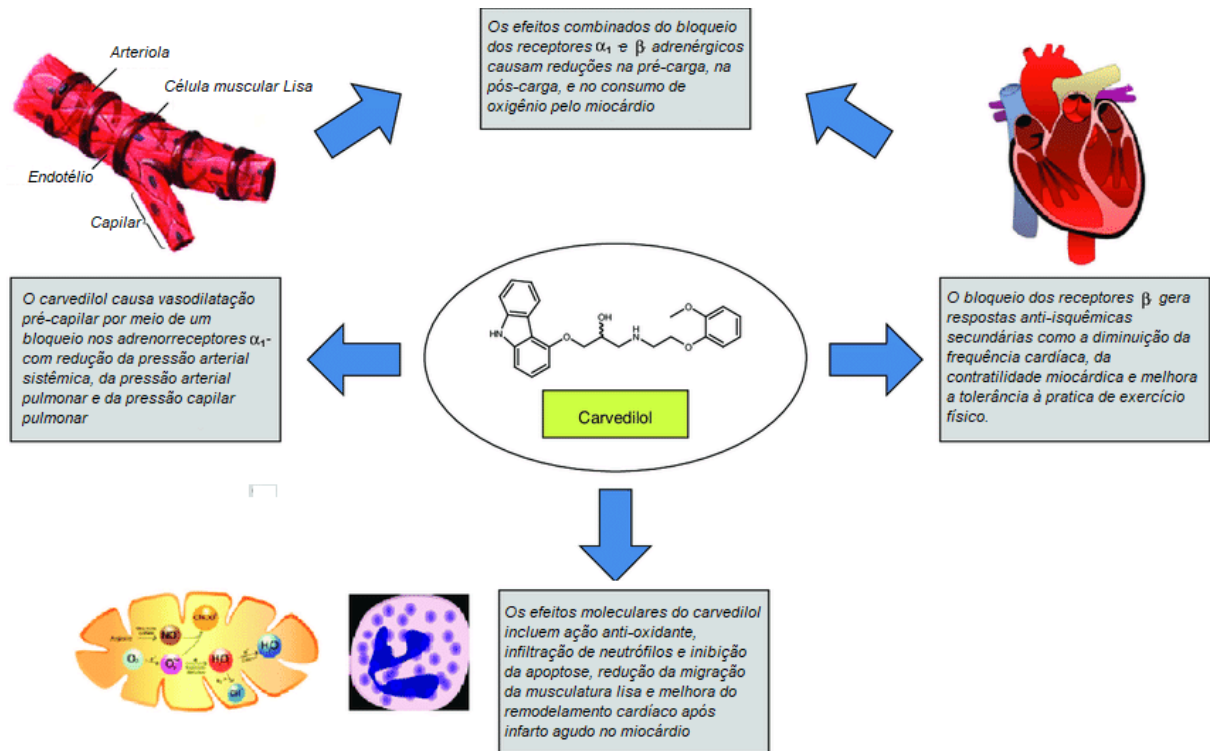 Os efeitos combinados do bloqueio
dos receptores α₁ e β adrenérgicos
causam reduções na pré-carga, na
pós-carga, e no consumo de
oxigênio pelo miocárdio
Arteriola
Célula muscular Lisa
Endotélio
Capilar
O carvedilol causa vasodilatação
pré-capilar por meio de um
bloqueio nos adrenorreceptores α₁-
com redução da pressão arterial
sistêmica, da pressão arterial
pulmonar e da pressão capilar
pulmonar
OH
HN
O
N
H
O
O
Carvedilol
O bloqueio dos receptores β gera
respostas anti-isquêmicas
secundárias como a diminuição da
frequência cardíaca, da
contratilidade miocárdica e melhora
a tolerância à pratica de exercício
físico.
NO
O₂
Os efeitos moleculares do carvedilol
incluem ação anti-oxidante,
infiltração de neutrófilos e inibição
da apoptose, redução da migração
da musculatura lisa e melhora do
remodelamento cardíaco após
infarto agudo no miocárdio